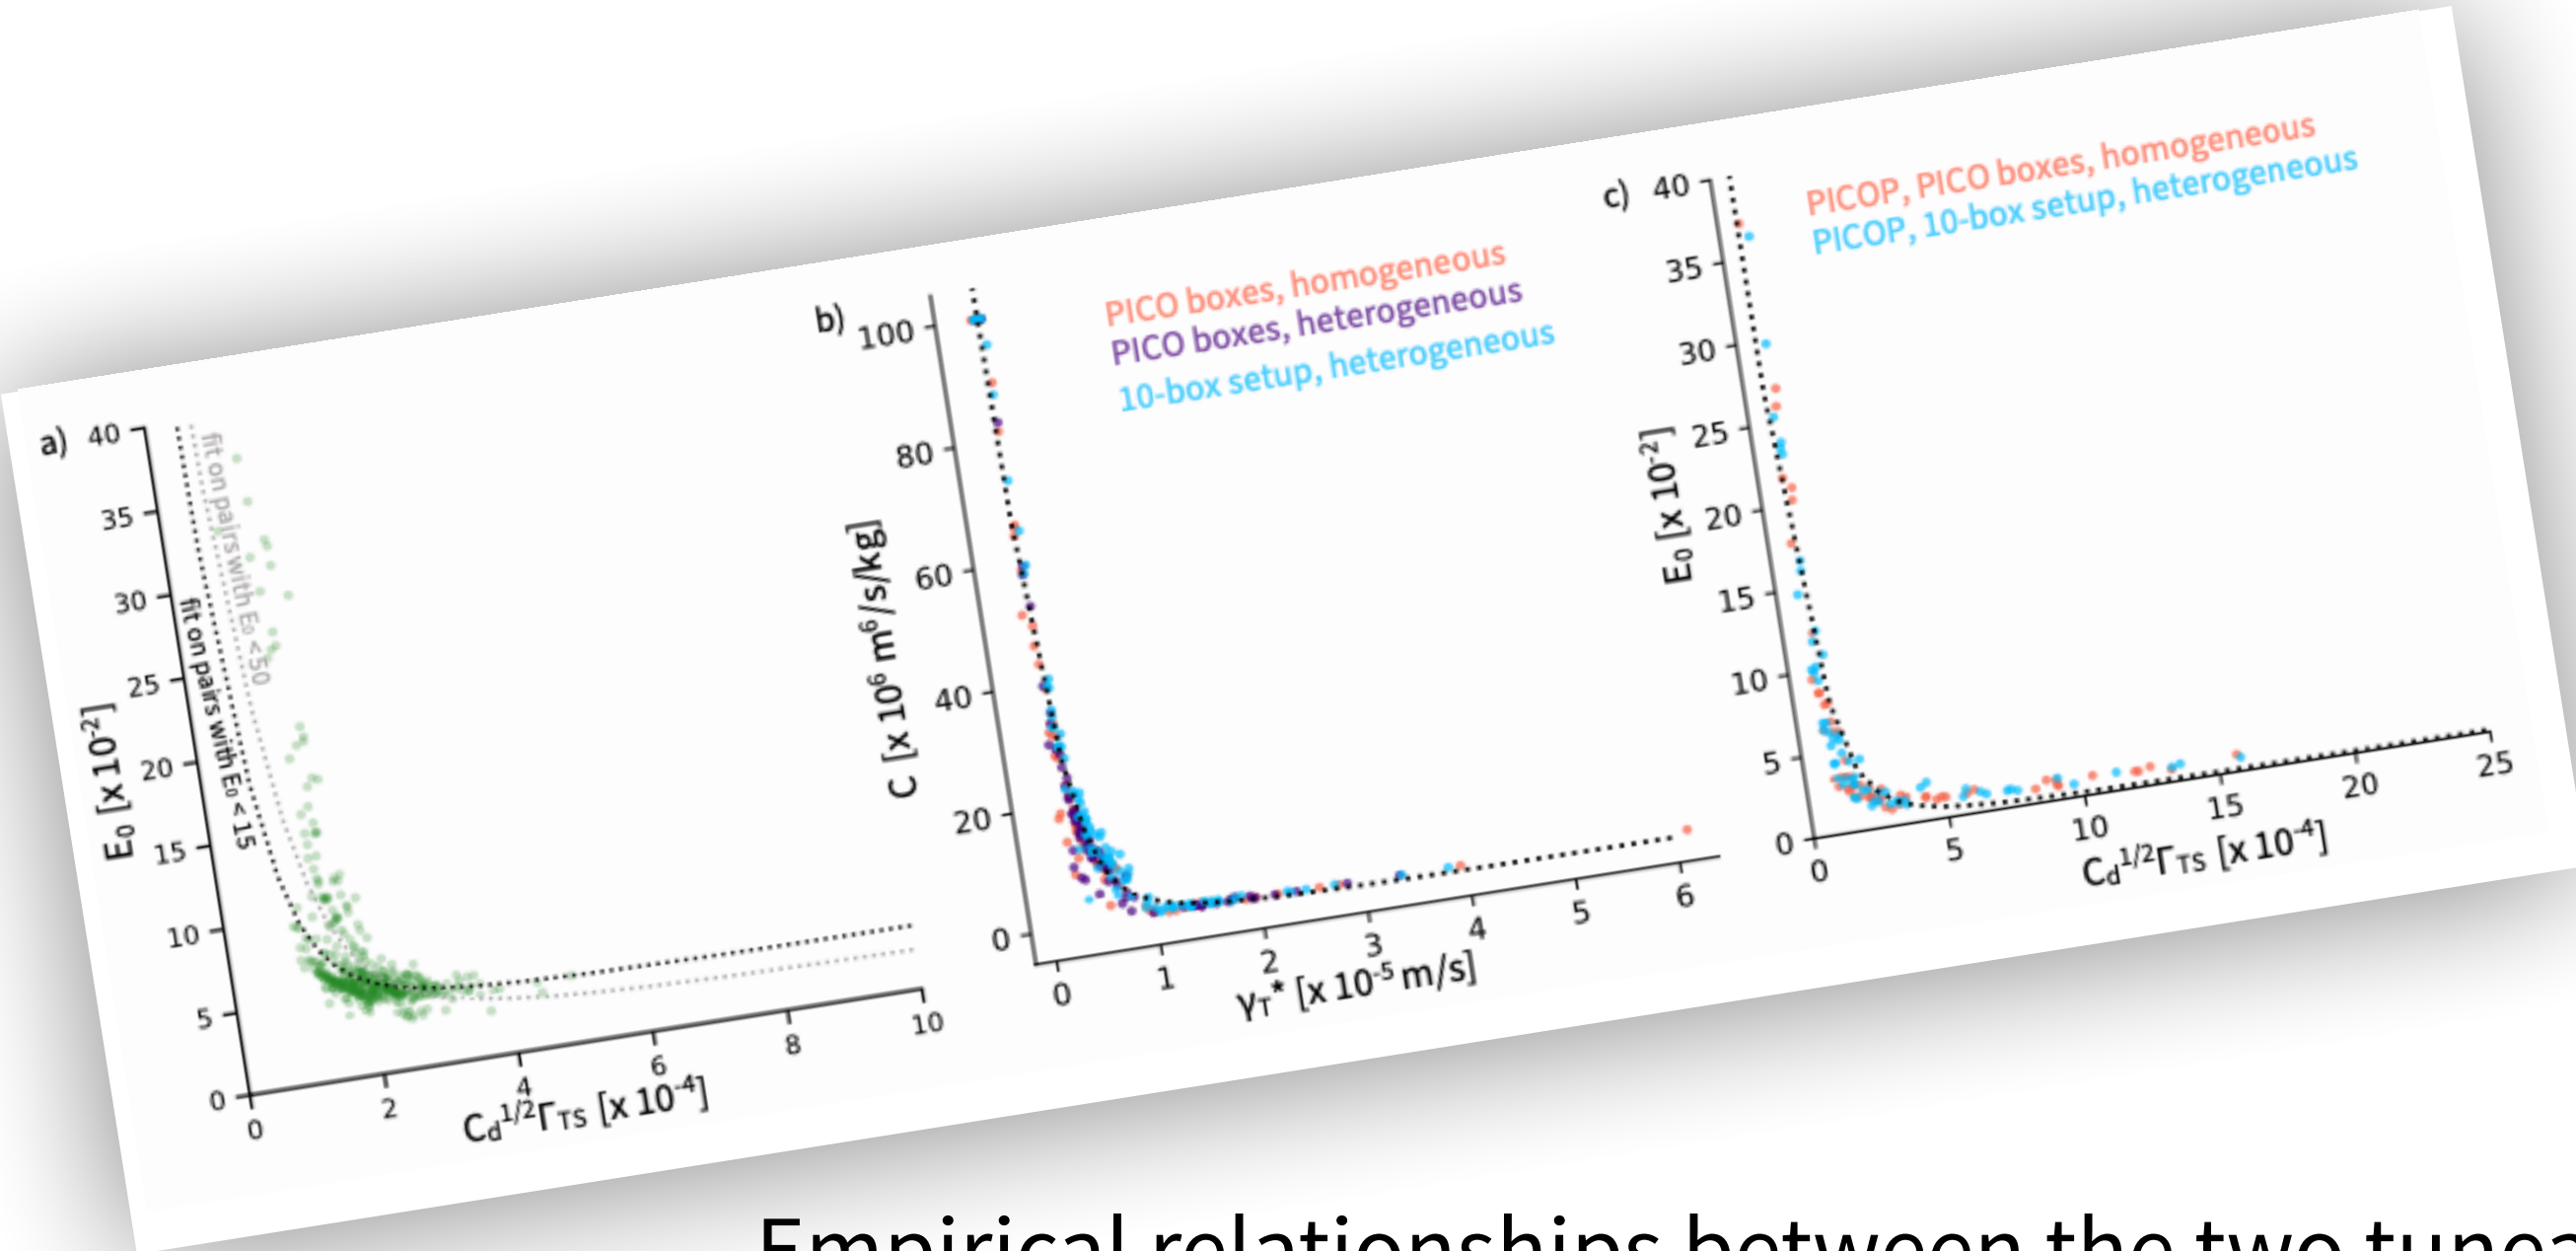 a)
40
35
30
25
20
15
10
5
0
E₀ [x 10⁻²]
fit on pairs with E₀ < 50
fit on pairs with E₀ < 15
0
2
4
6
8
10
C_d^1/2 Γ_TS [x 10⁻⁴]
b)
100
80
60
40
20
0
C [x 10⁶ m⁶/s/kg]
PICO boxes, homogeneous
PICO boxes, heterogeneous
10-box setup, heterogeneous
0
1
2
3
4
5
6
γ_T* [x 10⁻⁵ m/s]
c)
40
35
30
25
20
15
10
5
0
E₀ [x 10⁻²]
PICOP, PICO boxes, homogeneous
PICOP, 10-box setup, heterogeneous
0
5
10
15
20
25
C_d^1/2 Γ_TS [x 10⁻⁴]
Empirical relationships between the two